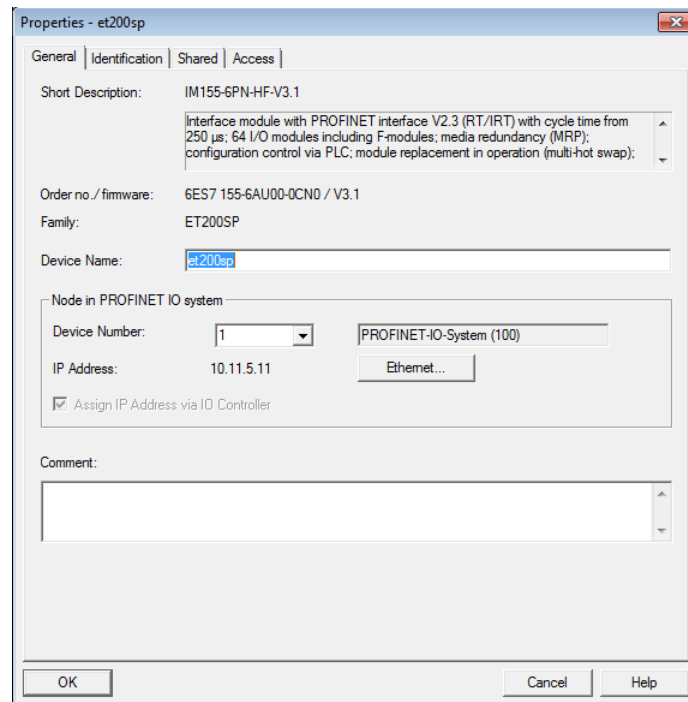 Properties - et200sp
General Identification Shared Access
Short Description: IM155-6PN-HF-V3.1
Interface module with PROFINET interface V2.3 (RT/IRT) with cycle time from
250 µs; 64 I/O modules including F-modules; media redundancy (MRP);
configuration control via PLC; module replacement in operation (multi-hot swap);
Order no./ firmware: 6ES7 155-6AU00-0CN0 / V3.1
Family: ET200SP
Device Name: et200sp
Node in PROFINET IO system
Device Number: 1 PROFINET-IO-System (100)
IP Address: 10.11.5.11 Ethernet...
Assign IP Address via IO Controller
Comment:
OK Cancel Help